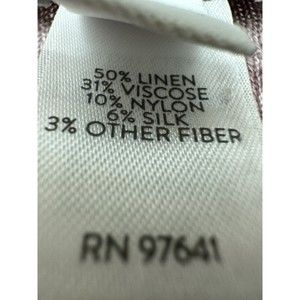 50% LINEN
31% VISCOSE
10% NYLON
6% SILK
3% OTHER FIBER
RN 97641